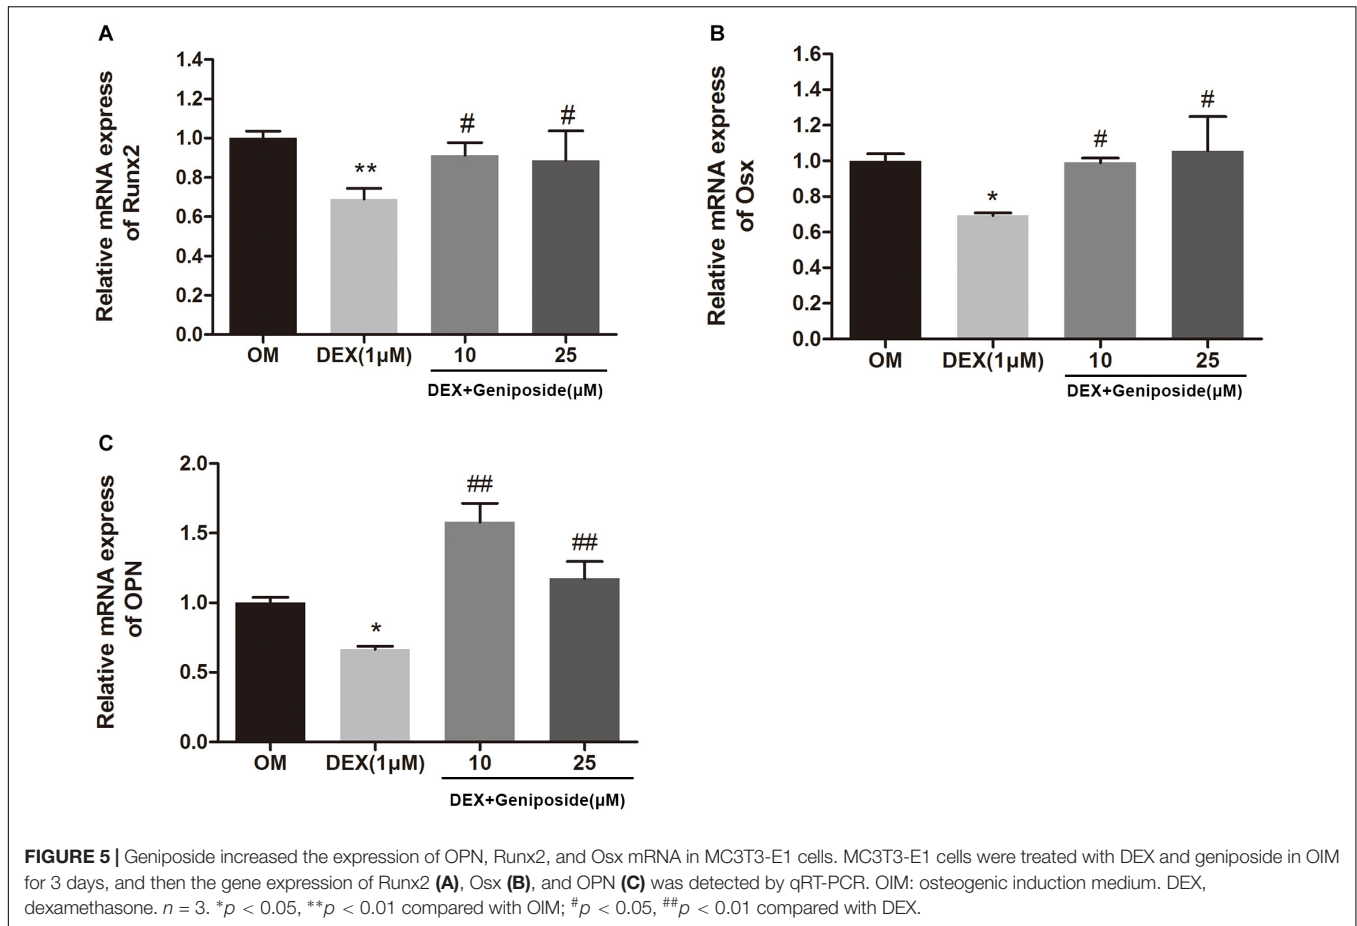 A
Relative mRNA express
of Runx2
1.4
1.2
1.0
0.8
0.6
0.4
0.2
0.0
**
#
#
OM DEX(1μM) 10 25
DEX+Geniposide(μM)
B
Relative mRNA express
of Osx
1.6
1.4
1.2
1.0
0.8
0.6
0.4
0.2
0.0
*
#
#
OM DEX(1μM) 10 25
DEX+Geniposide(μM)
C
Relative mRNA express
of OPN
2.0
1.5
1.0
0.5
0.0
*
##
##
OM DEX(1μM) 10 25
DEX+Geniposide(μM)
FIGURE 5 | Geniposide increased the expression of OPN, Runx2, and Osx mRNA in MC3T3-E1 cells. MC3T3-E1 cells were treated with DEX and geniposide in OIM
for 3 days, and then the gene expression of Runx2 (A), Osx (B), and OPN (C) was detected by qRT-PCR. OIM: osteogenic induction medium. DEX,
dexamethasone. n = 3. *p < 0.05, **p < 0.01 compared with OIM; #p < 0.05, ##p < 0.01 compared with DEX.